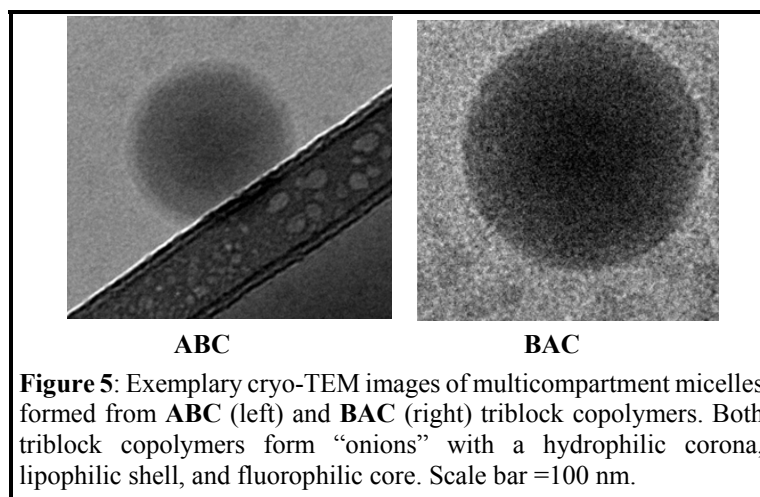 ABC BAC
Figure 5: Exemplary cryo-TEM images of multicompartment micelles
formed from ABC (left) and BAC (right) triblock copolymers. Both
triblock copolymers form “onions” with a hydrophilic corona,
lipophilic shell, and fluorophilic core. Scale bar =100 nm.